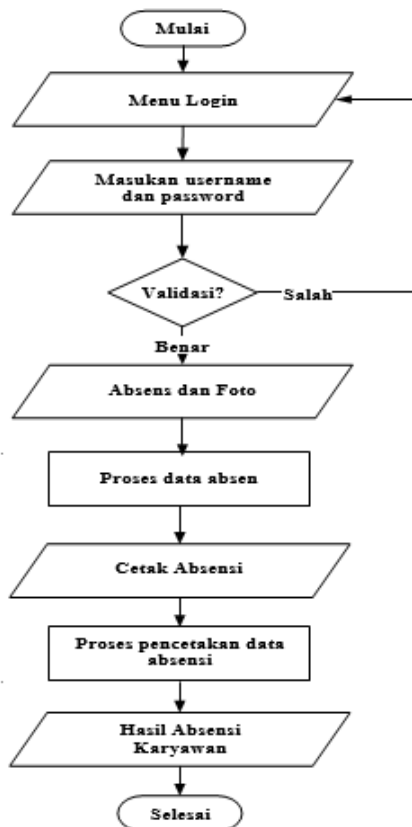 Mulai
Menu Login
Masukan username
dan password
Validasi?
Salah
Benar
Absens dan Foto
Proses data absen
Cetak Absensi
Proses pencetakan data
absensi
Hasil Absensi
Karyawan
Selesai